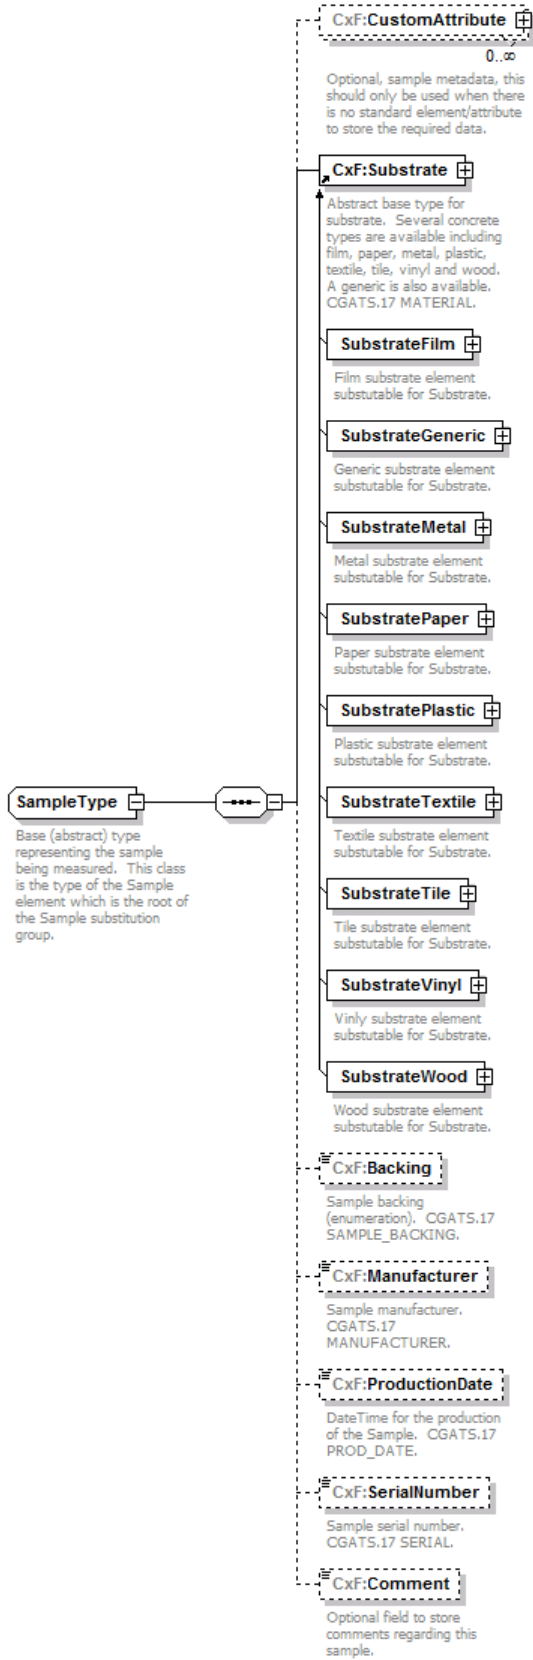 CxF:CustomAttribute
0..∞
Optional, sample metadata, this
should only be used when there
is no standard element/attribute
to store the required data.
CxF:Substrate
Abstract base type for
substrate.  Several concrete
types are available including
film, paper, metal, plastic,
textile, tile, vinyl and wood.
A generic is also available.
CGATS.17 MATERIAL.
SubstrateFilm
Film substrate element
substutable for Substrate.
SubstrateGeneric
Generic substrate element
substutable for Substrate.
SubstrateMetal
Metal substrate element
substutable for Substrate.
SubstratePaper
Paper substrate element
substutable for Substrate.
SubstratePlastic
Plastic substrate element
substutable for Substrate.
SampleType
Base (abstract) type
representing the sample
being measured.  This class
is the type of the Sample
element which is the root of
the Sample substitution
group.
SubstrateTextile
Textile substrate element
substutable for Substrate.
SubstrateTile
Tile substrate element
substutable for Substrate.
SubstrateVinyl
Vinly substrate element
substutable for Substrate.
SubstrateWood
Wood substrate element
substutable for Substrate.
CxF:Backing
Sample backing
(enumeration).  CGATS.17
SAMPLE_BACKING.
CxF:Manufacturer
Sample manufacturer.
CGATS.17
MANUFACTURER.
CxF:ProductionDate
DateTime for the production
of the Sample.  CGATS.17
PROD_DATE.
CxF:SerialNumber
Sample serial number.
CGATS.17 SERIAL.
CxF:Comment
Optional field to store
comments regarding this
sample.